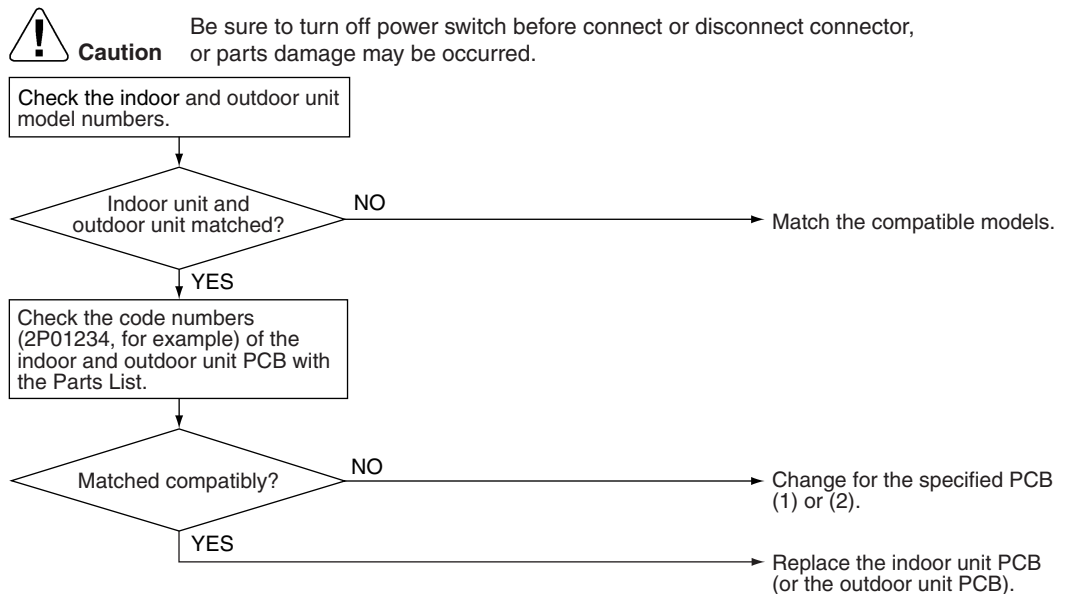 Be sure to turn off power switch before connect or disconnect connector,
Caution or parts damage may be occurred.
Check the indoor and outdoor unit
model numbers.
Indoor unit and
outdoor unit matched?
NO
Match the compatible models.
YES
Check the code numbers
(2P01234, for example) of the
indoor and outdoor unit PCB with
the Parts List.
Matched compatibly?
NO
Change for the specified PCB
(1) or (2).
YES
Replace the indoor unit PCB
(or the outdoor unit PCB).